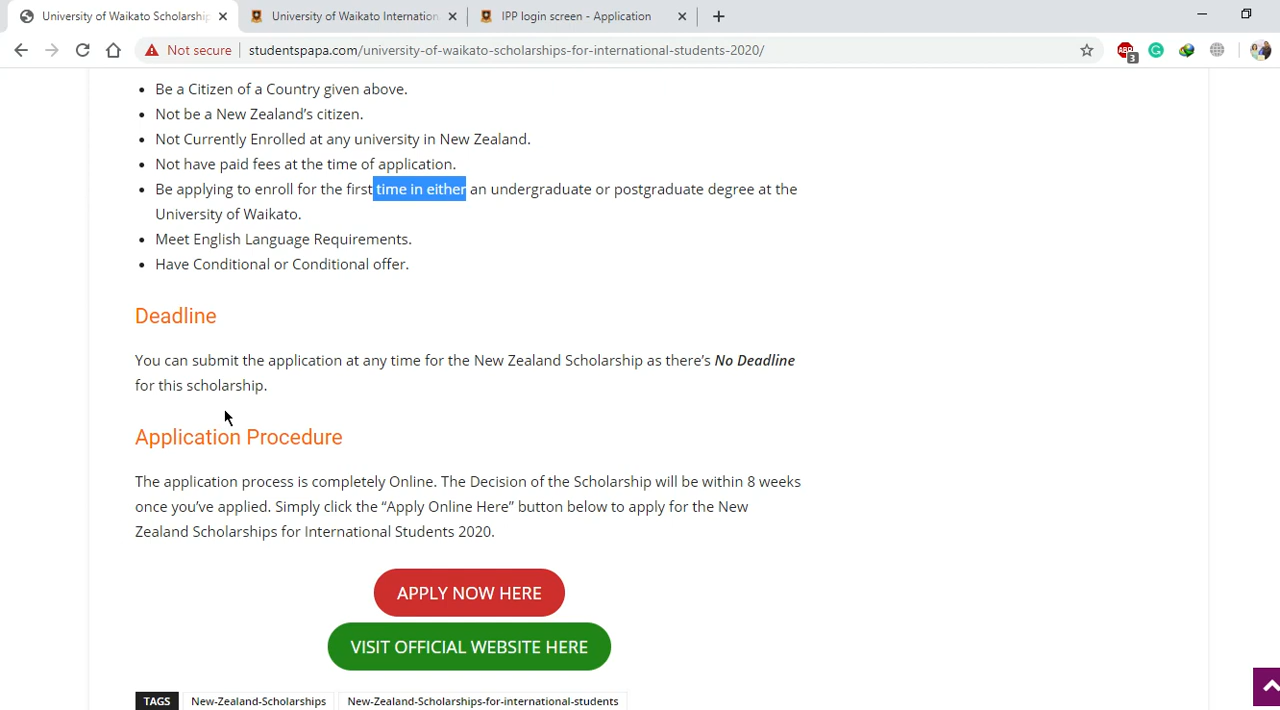 University of Waikato Scholarship
University of Waikato Internation
IPP login screen - Application
Not secure
studentspapa.com/university-of-waikato-scholarships-for-international-students-2020/
ABP
3
G
Be a Citizen of a Country given above.
Not be a New Zealand's citizen.
Not Currently Enrolled at any university in New Zealand.
Not have paid fees at the time of application.
Be applying to enroll for the first time in either an undergraduate or postgraduate degree at the
University of Waikato.
Meet English Language Requirements.
Have Conditional or Conditional offer.
Deadline
You can submit the application at any time for the New Zealand Scholarship as there's No Deadline
for this scholarship.
Application Procedure
The application process is completely Online. The Decision of the Scholarship will be within 8 weeks
once you've applied. Simply click the “Apply Online Here” button below to apply for the New
Zealand Scholarships for International Students 2020.
APPLY NOW HERE
VISIT OFFICIAL WEBSITE HERE
TAGS New-Zealand-Scholarships New-Zealand-Scholarships-for-international-students